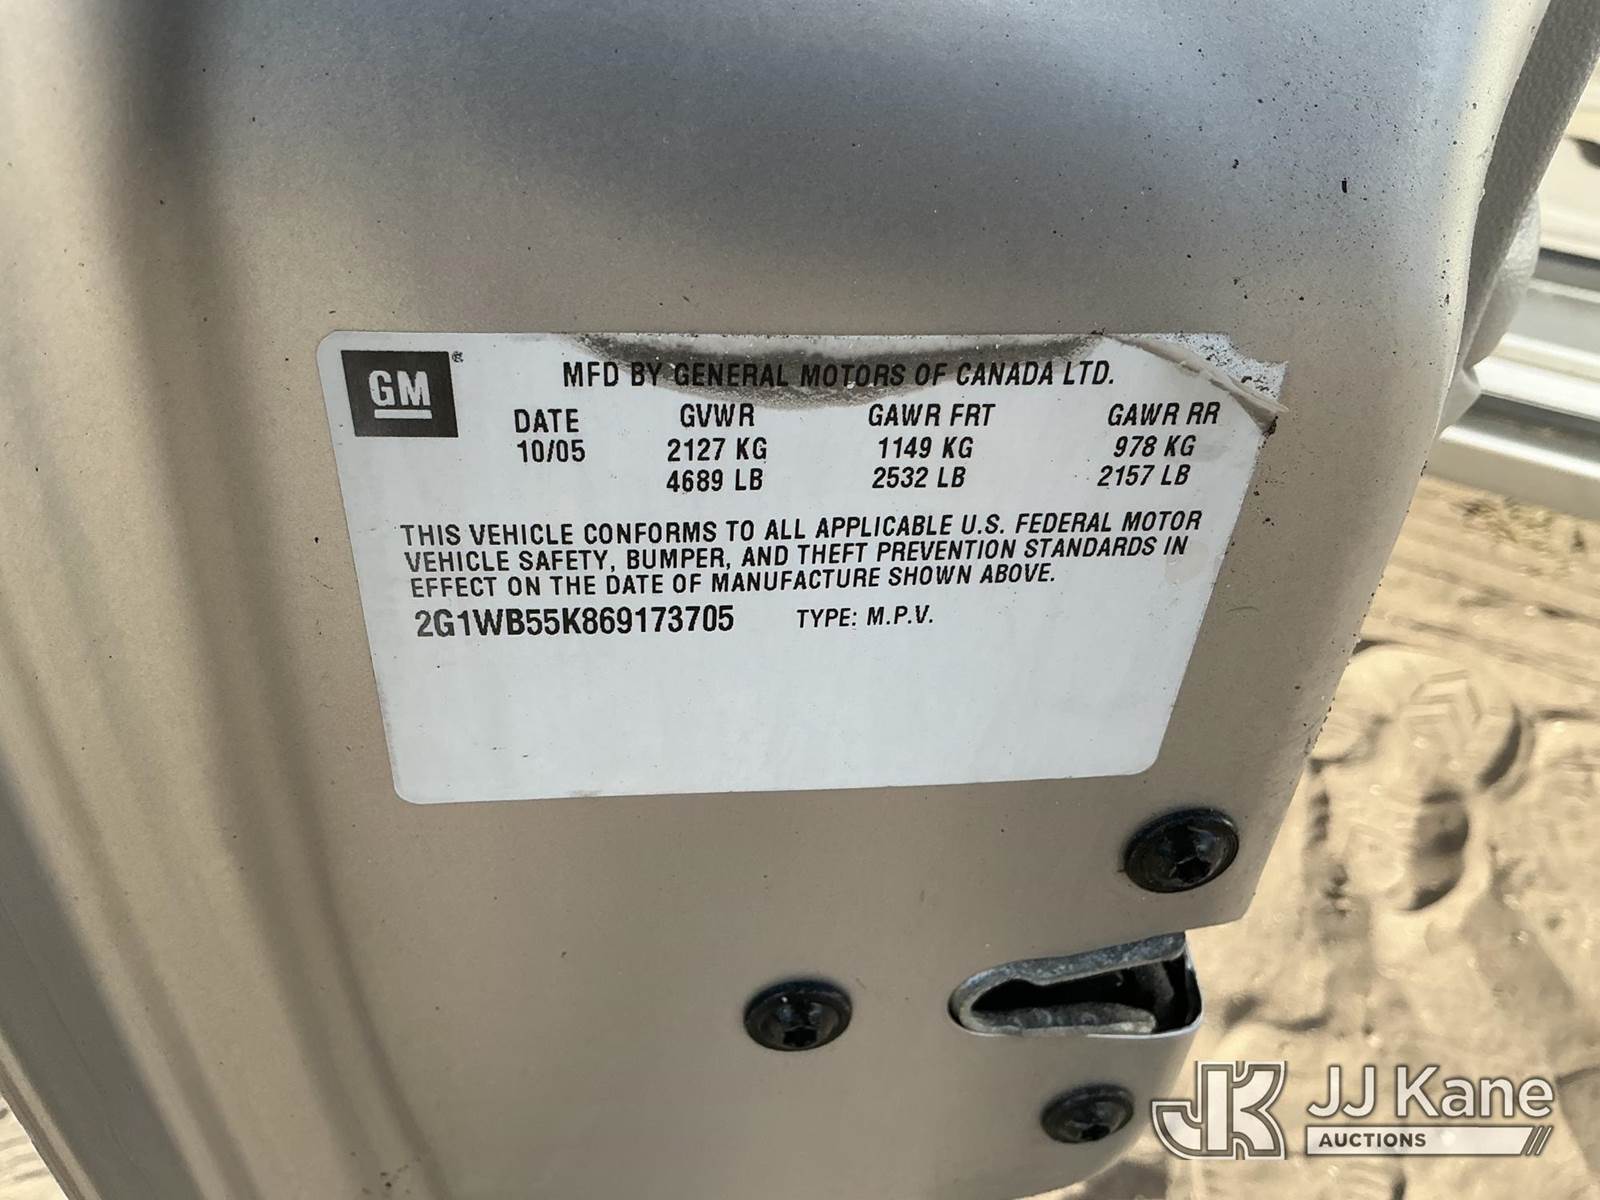 GM®
MFD BY GENERAL MOTORS OF CANADA LTD.
DATE GVWR GAWR FRT GAWR RR
10/05 2127 KG 1149 KG 978 KG
4689 LB 2532 LB 2157 LB
THIS VEHICLE CONFORMS TO ALL APPLICABLE U.S. FEDERAL MOTOR
VEHICLE SAFETY, BUMPER, AND THEFT PREVENTION STANDARDS IN
EFFECT ON THE DATE OF MANUFACTURE SHOWN ABOVE.
2G1WB55K869173705 TYPE: M.P.V.
JK JJ Kane
AUCTIONS